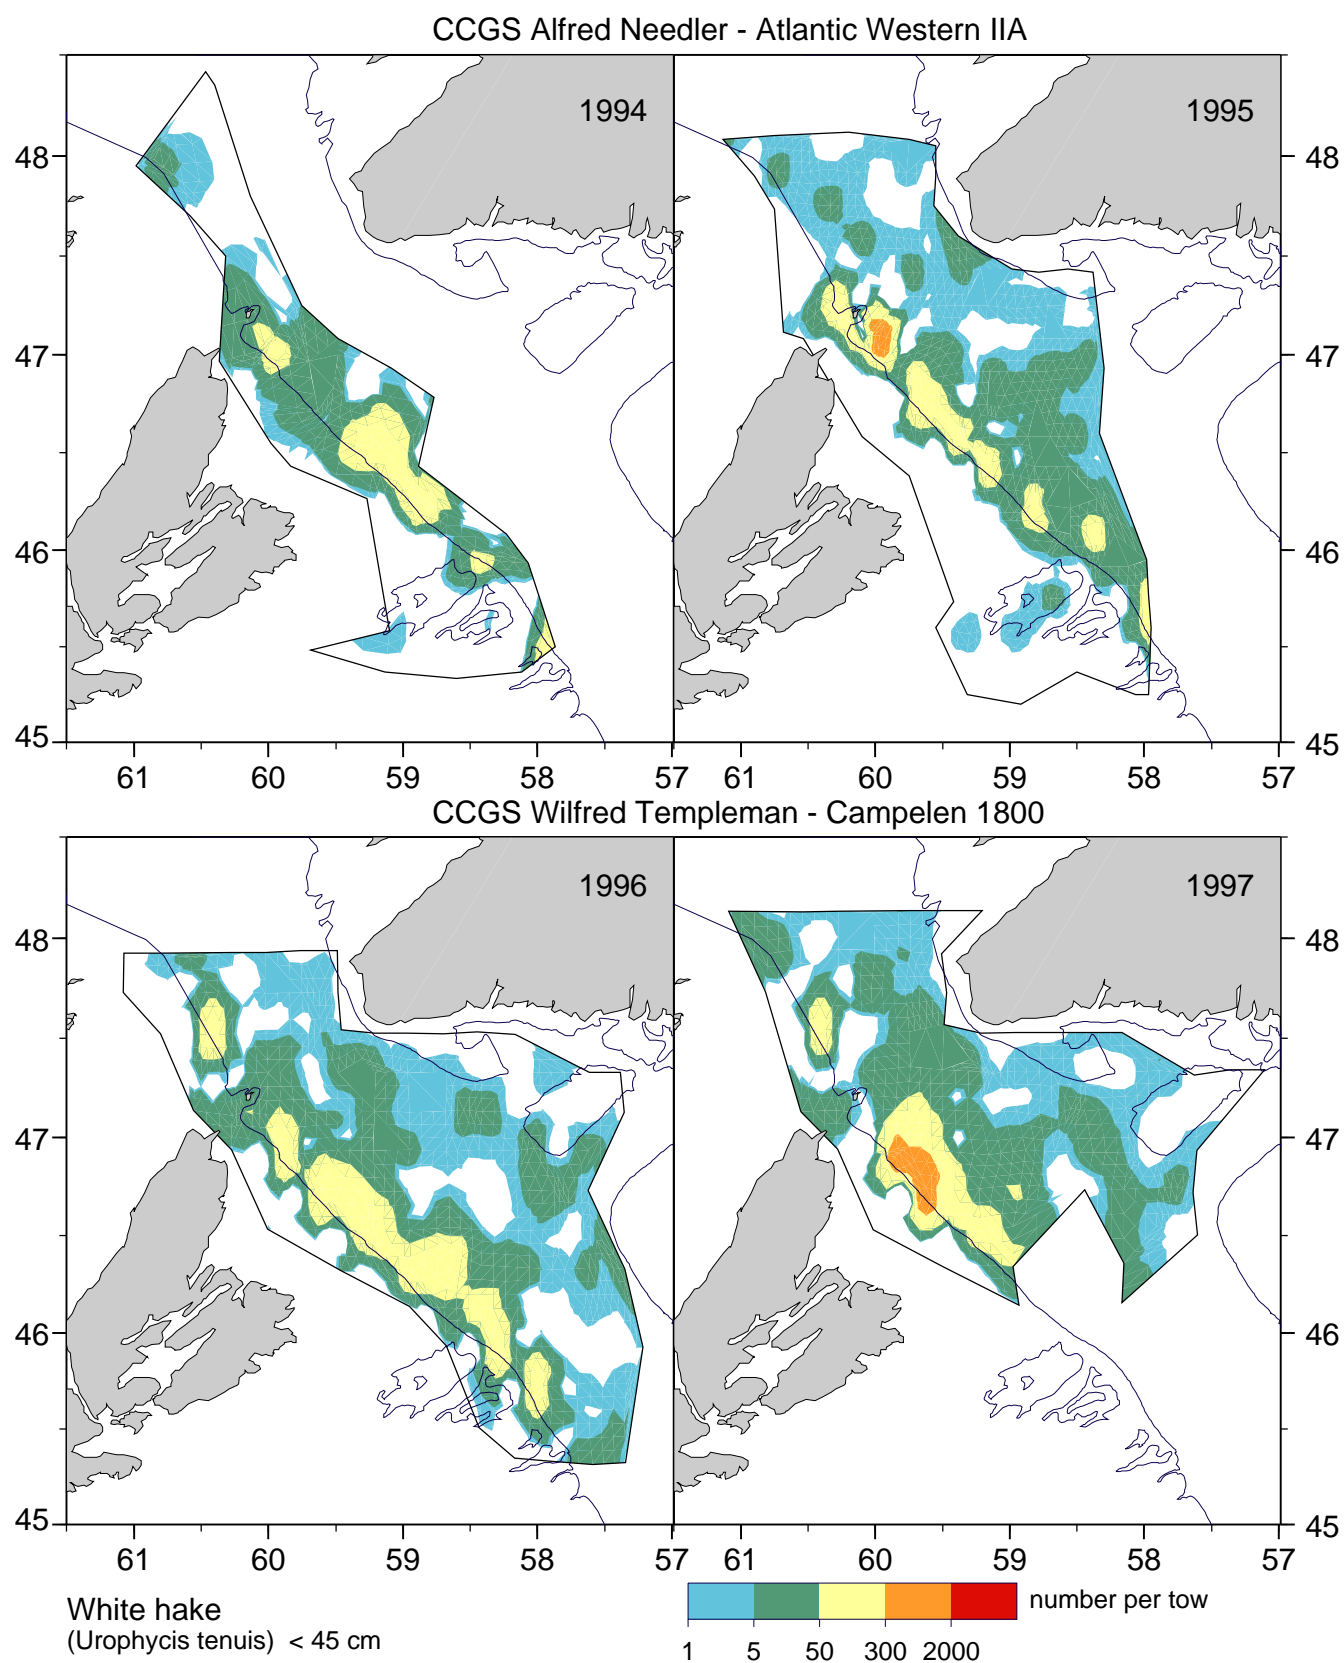 CCGS Alfred Needler - Atlantic Western IIA
1994 1995
48 48
47 47
46 46
45 45
61 60 59 58 57 61 60 59 58 57
CCGS Wilfred Templeman - Campelen 1800
1996 1997
48 48
47 47
46 46
45 45
61 60 59 58 57 61 60 59 58 57
White hake
(Urophycis tenuis) < 45 cm
number per tow
1 5 50 300 2000